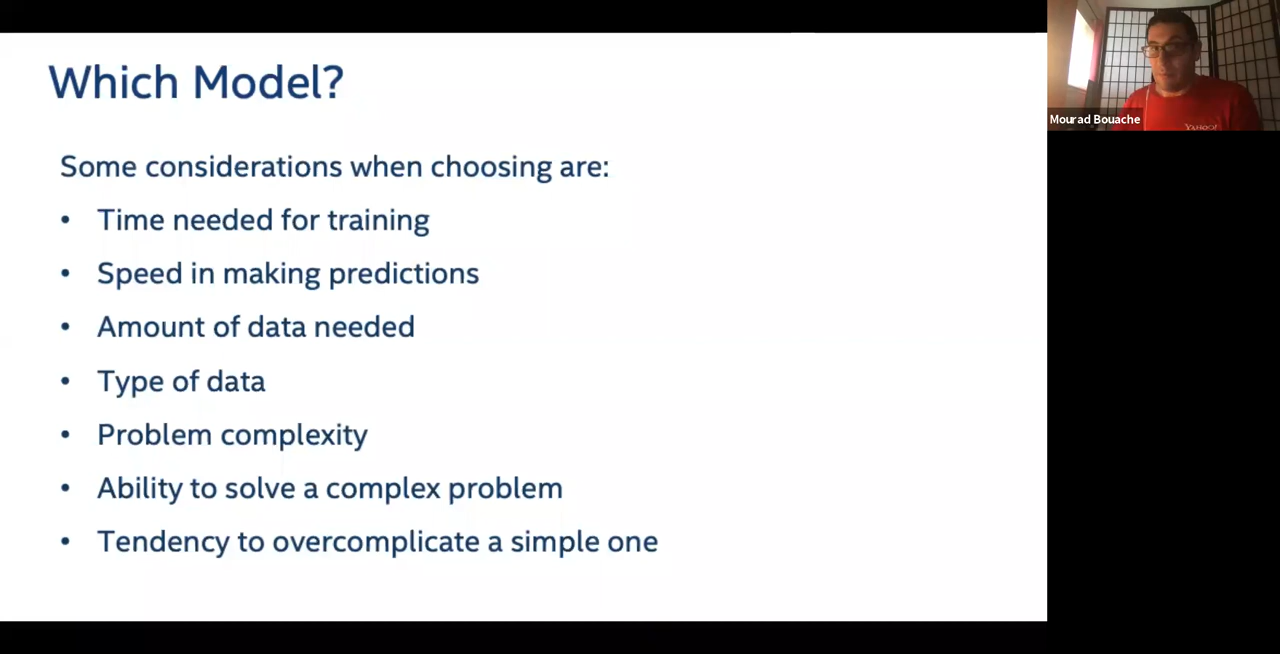 Which Model?
Some considerations when choosing are:
• Time needed for training
• Speed in making predictions
• Amount of data needed
• Type of data
• Problem complexity
• Ability to solve a complex problem
• Tendency to overcomplicate a simple one
Mourad Bouache
YAHOO!